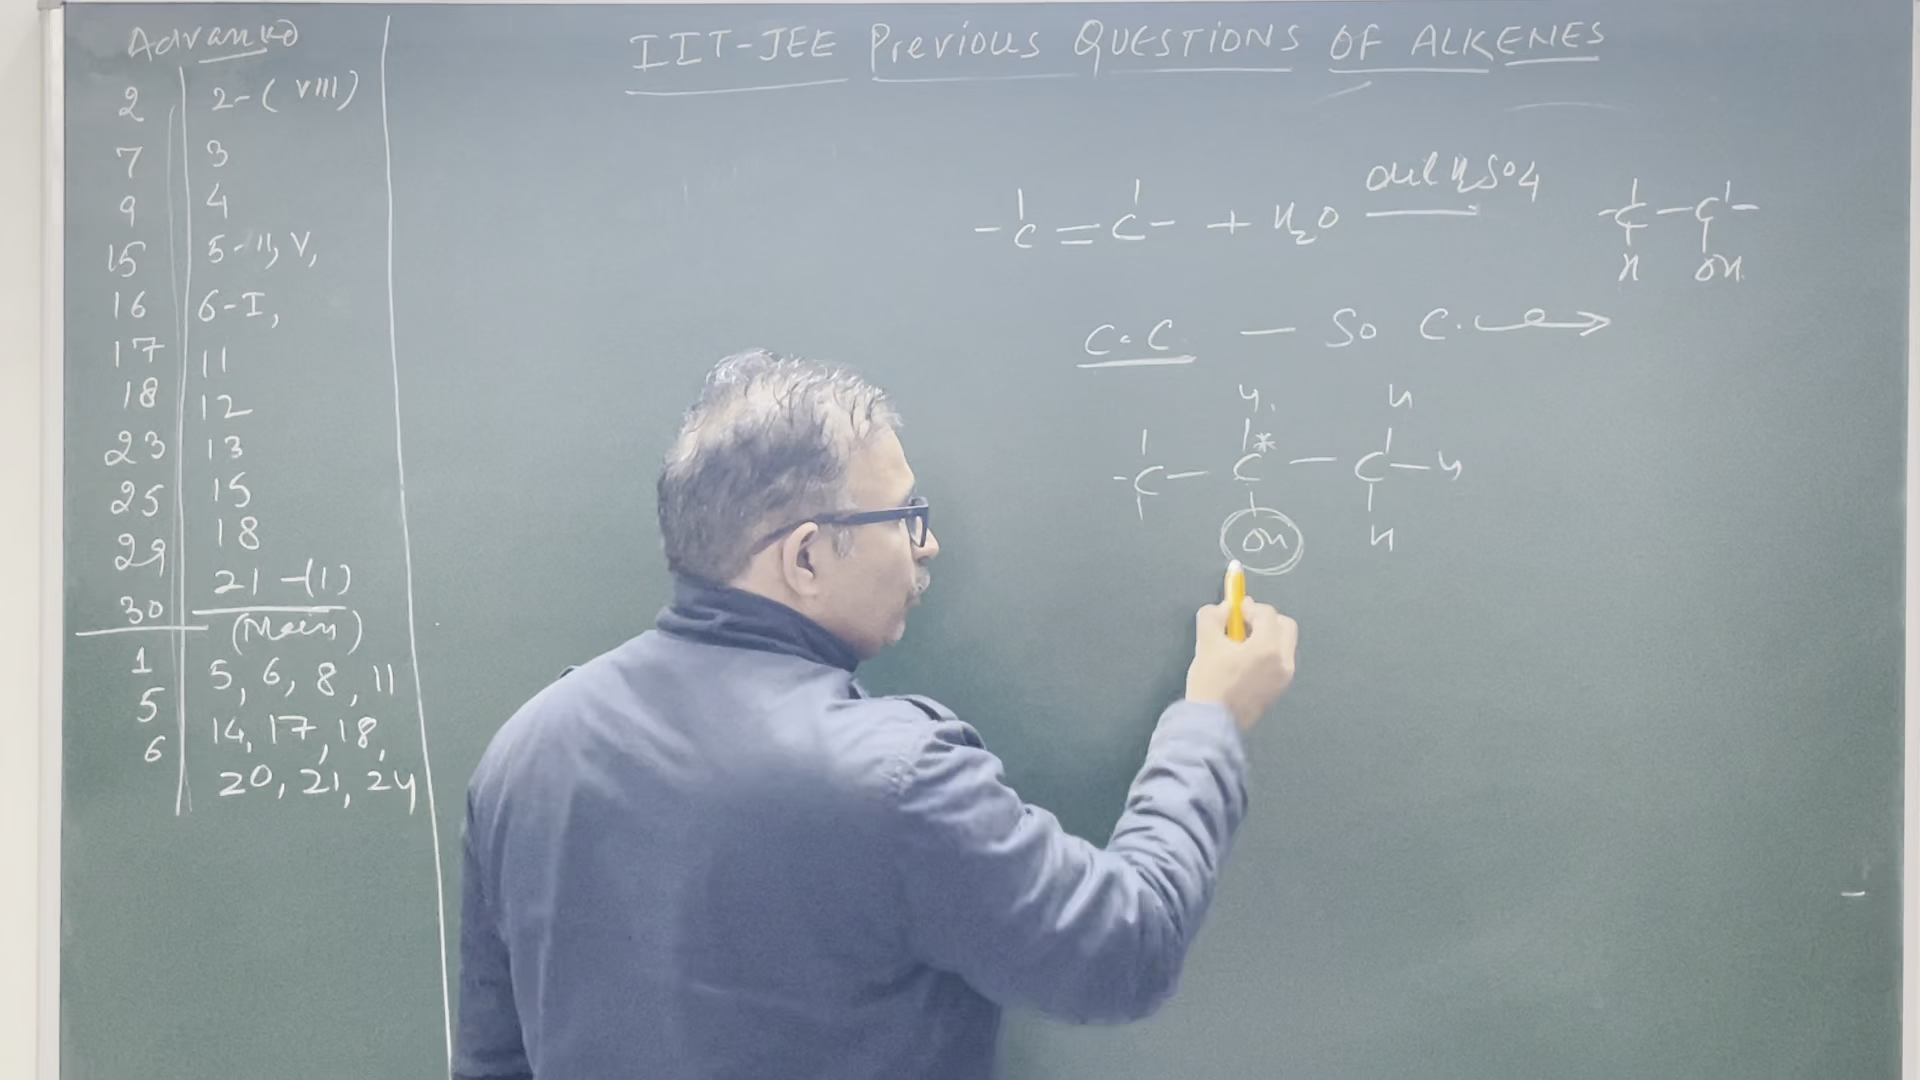 IIT-JEE Previous QUESTIONS OF ALKENES
Advanced
2 2-(VIII)
7 3
9 4
15 5-II, V,
16 6-I,
17 11
18 12
23 13
25 15
29 18
30 21-(1)
(Main)
1 5, 6, 8, 11
5 14, 17, 18,
6 20, 21, 24
dil H2SO4
-C=C- + H2O -C-C-
H OH
C.C. — So C.
H. H
-C-C*-C-H
OH H